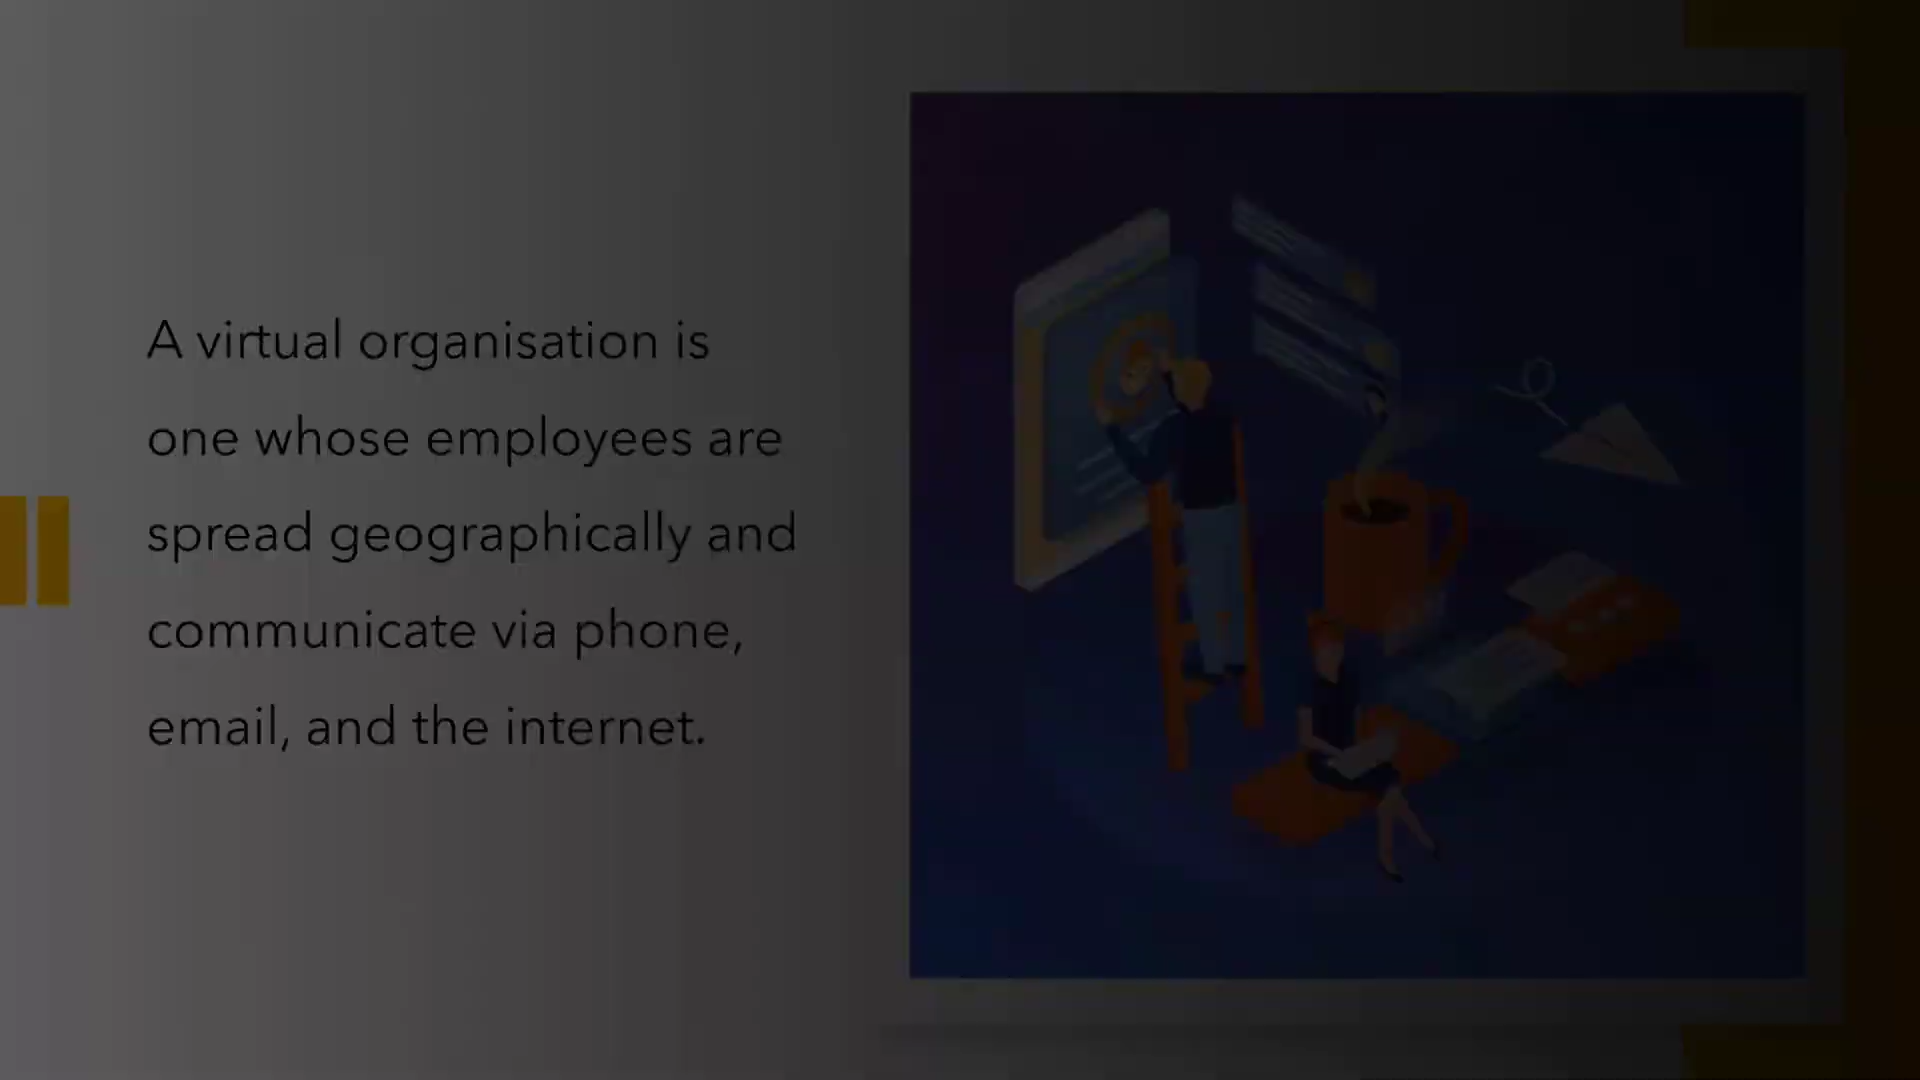 A virtual organisation is
one whose employees are
spread geographically and
communicate via phone,
email, and the internet.